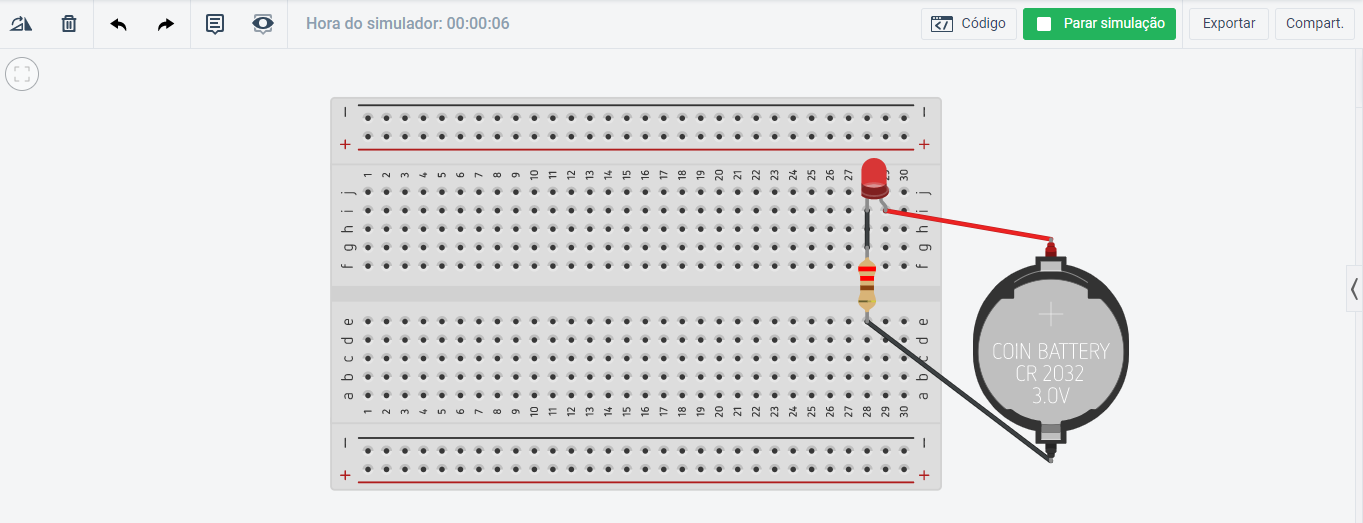 Hora do simulador: 00:00:06
Código
Parar simulação
Exportar
Compart.
− −
+ +
1 2 3 4 5 6 7 8 9 10 11 12 13 14 15 16 17 18 19 20 21 22 23 24 25 26 27 29 30
j j
i i
h h
g g
f f
e e
d d
c c
b b
a a
1 2 3 4 5 6 7 8 9 10 11 12 13 14 15 16 17 18 19 20 21 22 23 24 25 26 27 28 29 30
− −
+ +
+
COIN BATTERY
CR 2032
3.0V